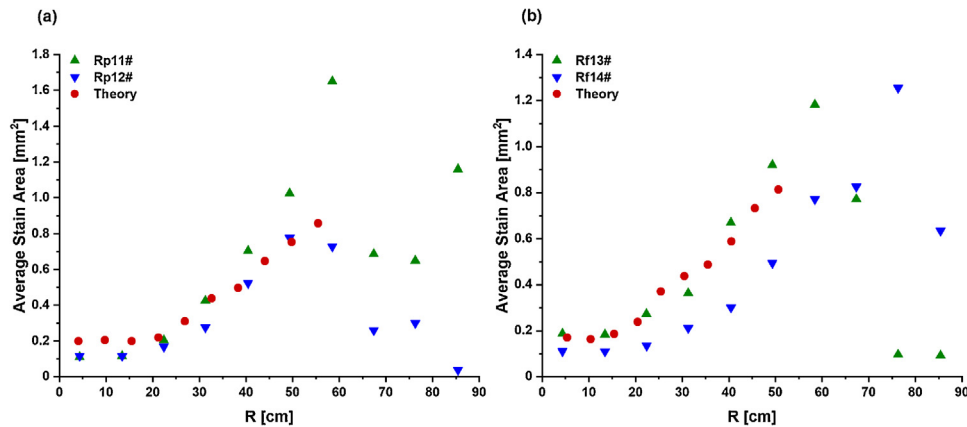 (a)
Rp11#
Rp12#
Theory
Average Stain Area [mm²]
1.8
1.6
1.4
1.2
1.0
0.8
0.6
0.4
0.2
0
0 10 20 30 40 50 60 70 80 90
R [cm]
(b)
Rf13#
Rf14#
Theory
Average Stain Area [mm²]
1.4
1.2
1.0
0.8
0.6
0.4
0.2
0
0 10 20 30 40 50 60 70 80 90
R [cm]